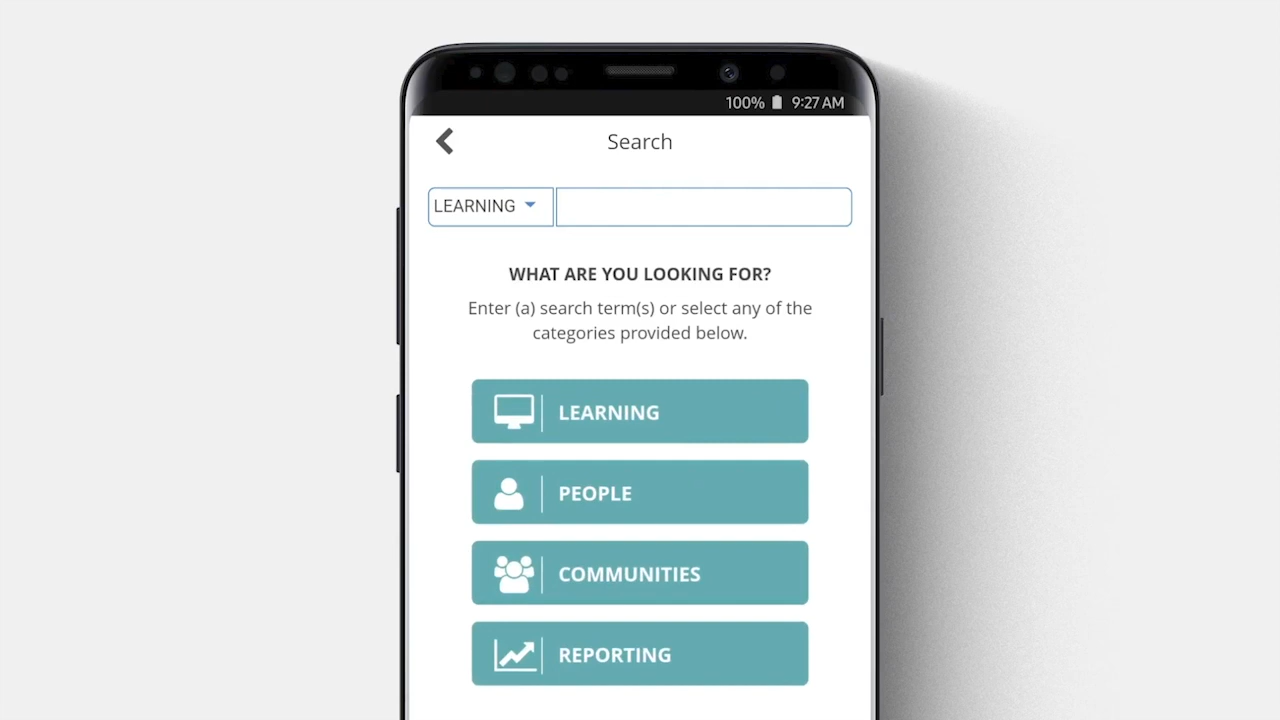 100% 9:27 AM
Search
LEARNING
WHAT ARE YOU LOOKING FOR?
Enter (a) search term(s) or select any of the
categories provided below.
LEARNING
PEOPLE
COMMUNITIES
REPORTING